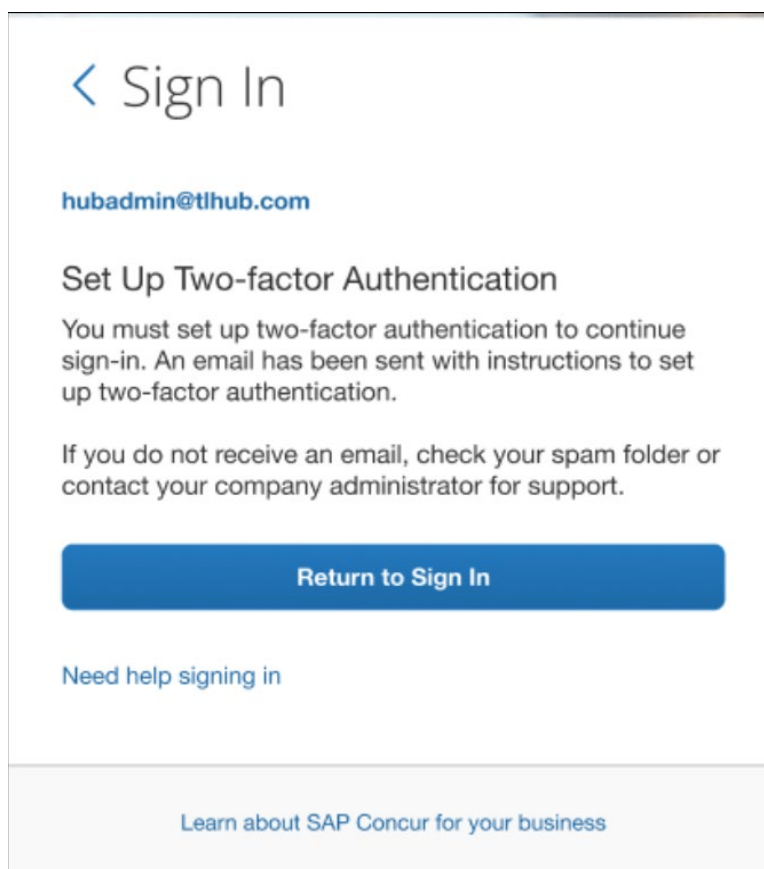 Sign In
hubadmin@tlhub.com
Set Up Two-factor Authentication
You must set up two-factor authentication to continue
sign-in. An email has been sent with instructions to set
up two-factor authentication.
If you do not receive an email, check your spam folder or
contact your company administrator for support.
Return to Sign In
Need help signing in
Learn about SAP Concur for your business